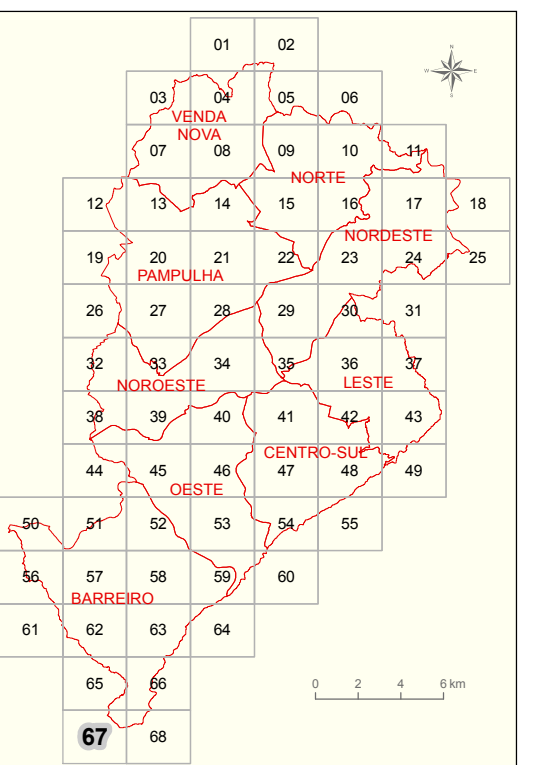 01 02
N
W E
S
03 04 05 06
VENDA
NOVA
07 08 09 10 11
NORTE
12 13 14 15 16 17 18
NORDESTE
19 20 21 22 23 24 25
PAMPULHA
26 27 28 29 30 31
32 33 34 35 36 37
NOROESTE LESTE
38 39 40 41 42 43
CENTRO-SUL
44 45 46 47 48 49
OESTE
50 51 52 53 54 55
56 57 58 59 60
BARREIRO
61 62 63 64
65 66
0 2 4 6 km
67 68